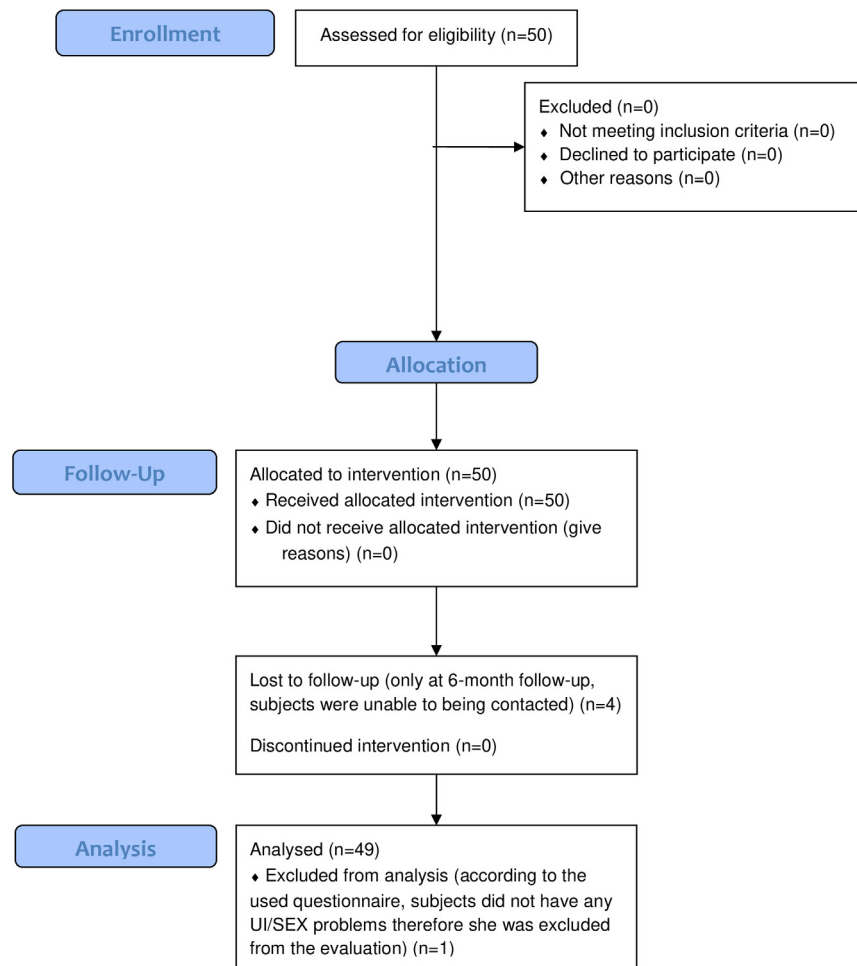 Enrollment
Assessed for eligibility (n=50)
Excluded (n=0)
♦ Not meeting inclusion criteria (n=0)
♦ Declined to participate (n=0)
♦ Other reasons (n=0)
Allocation
Follow-Up
Allocated to intervention (n=50)
♦ Received allocated intervention (n=50)
♦ Did not receive allocated intervention (give
reasons) (n=0)
Lost to follow-up (only at 6-month follow-up,
subjects were unable to being contacted) (n=4)
Discontinued intervention (n=0)
Analysis
Analysed (n=49)
♦ Excluded from analysis (according to the
used questionnaire, subjects did not have any
UI/SEX problems therefore she was excluded
from the evaluation) (n=1)